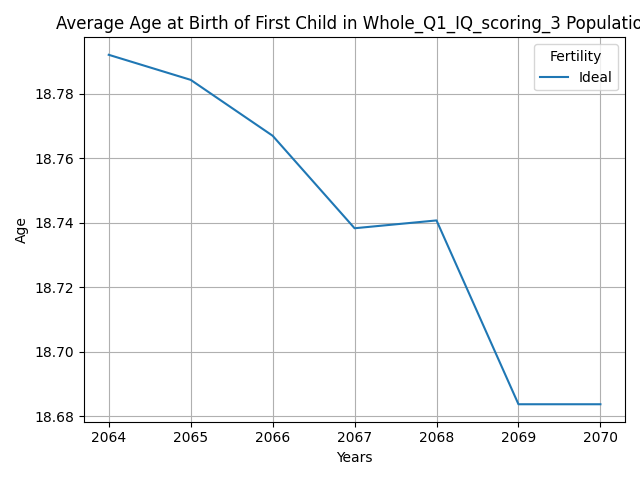 Average Age at Birth of First Child in Whole_Q1_IQ_scoring_3 Populatio
Fertility
Ideal
18.78
18.76
18.74
18.72
18.70
18.68
Age
2064 2065 2066 2067 2068 2069 2070
Years